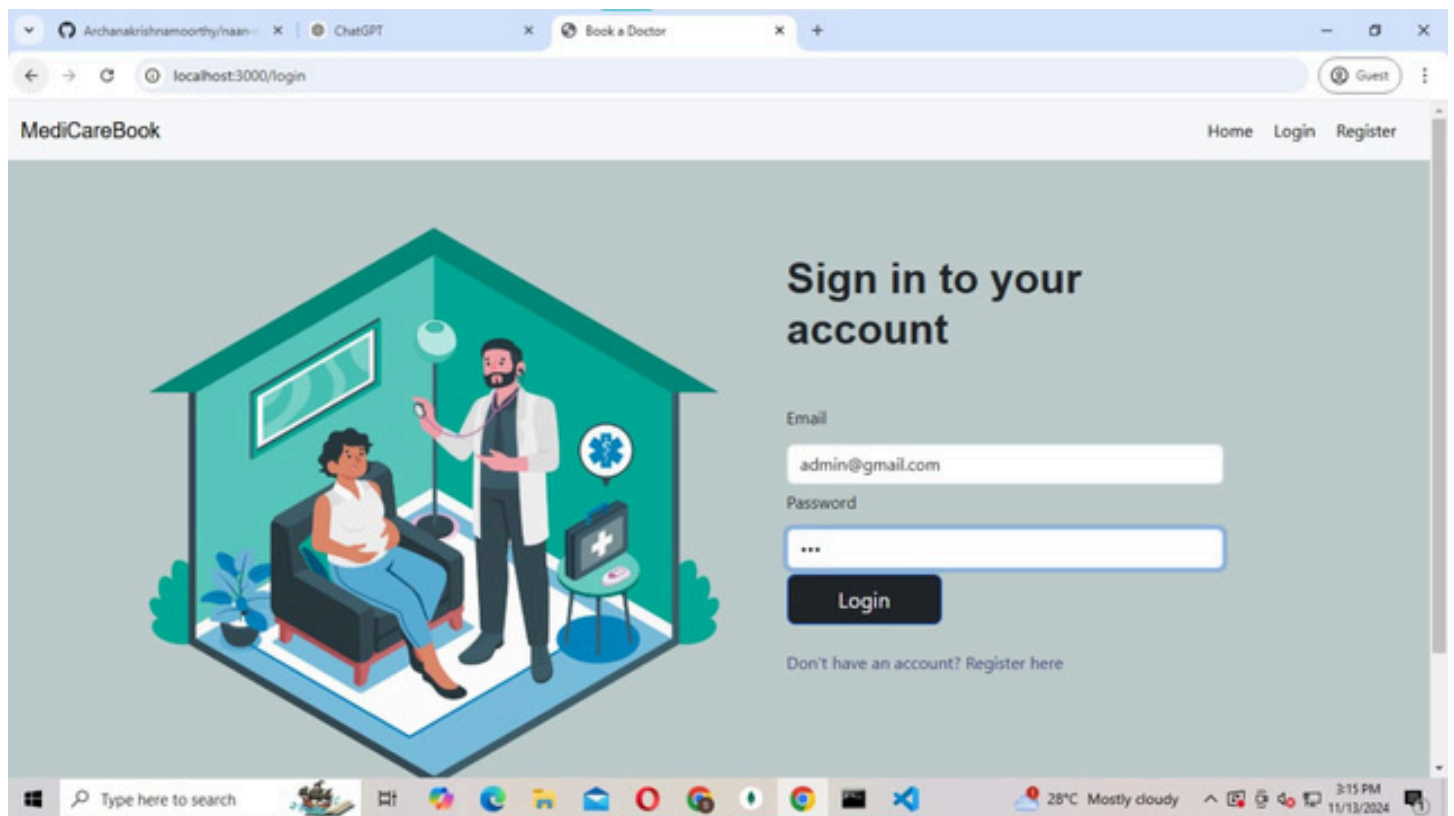 Archanakrishnamoorthy/naan-
ChatGPT
Book a Doctor
localhost:3000/login
Guest
MediCareBook
Home Login Register
Sign in to your
account
Email
admin@gmail.com
Password
•••
Login
Don't have an account? Register here
Type here to search
28°C Mostly cloudy
3:15 PM
11/13/2024